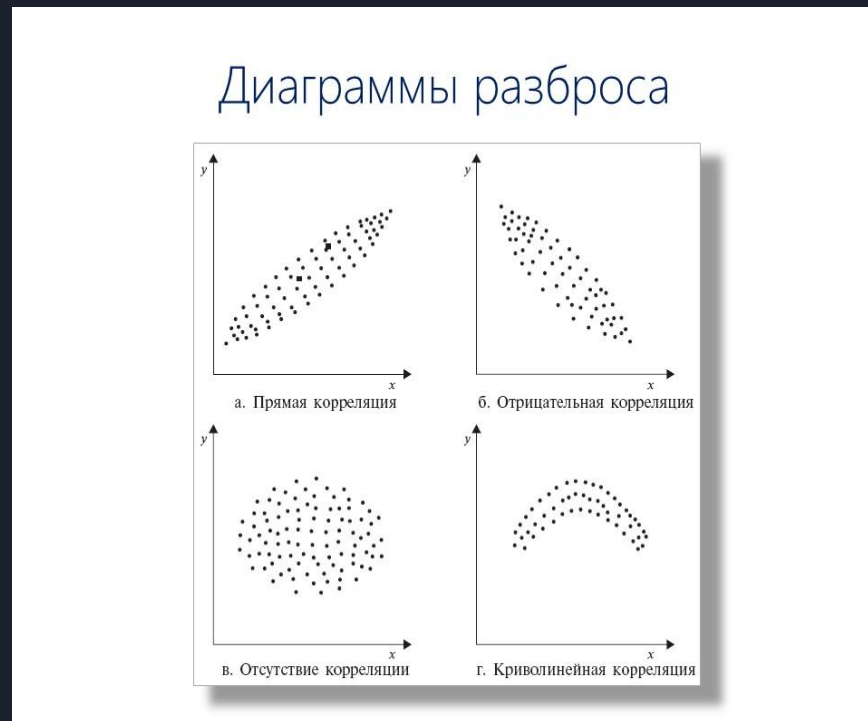 Диаграммы разброса
y
y
x
x
а. Прямая корреляция
б. Отрицательная корреляция
y
y
x
x
в. Отсутствие корреляции
г. Криволинейная корреляция